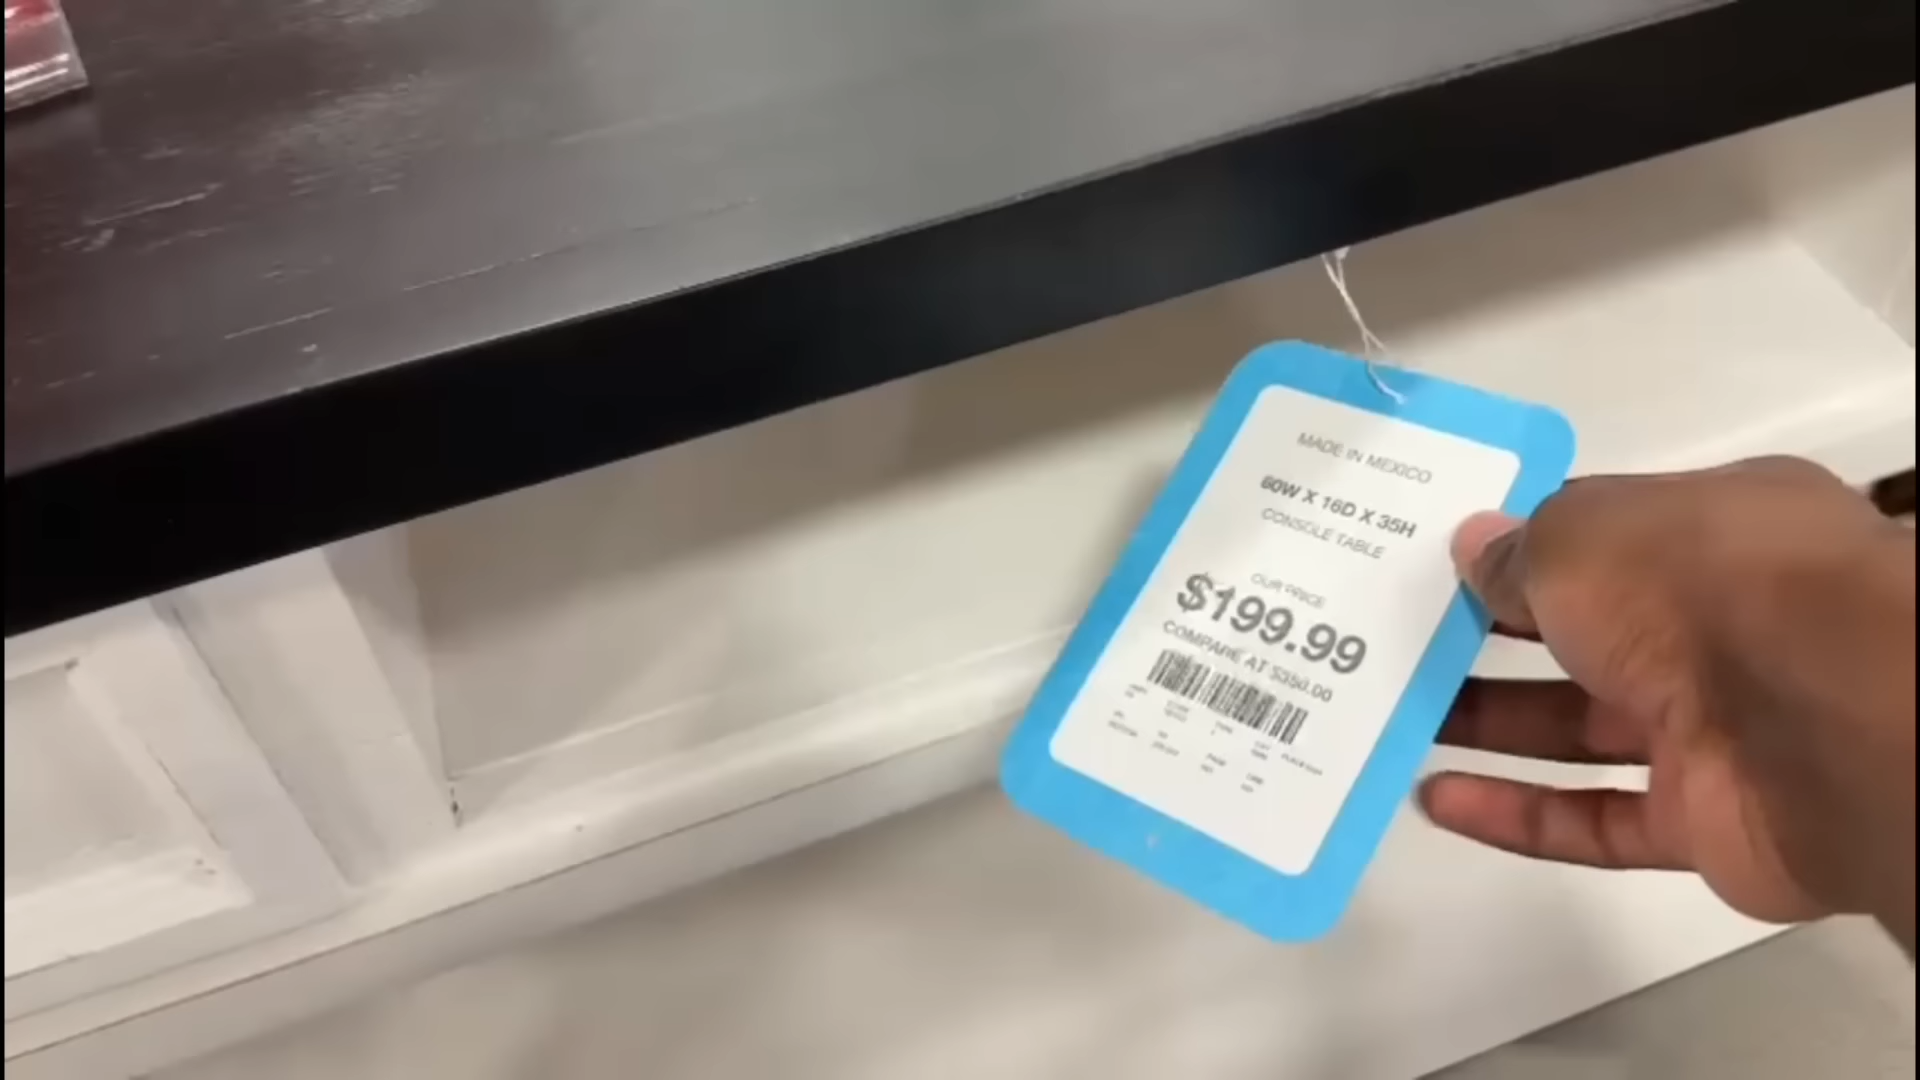 MADE IN MEXICO
60W X 16D X 35H
CONSOLE TABLE
OUR PRICE
$199.99
COMPARE AT $350.00